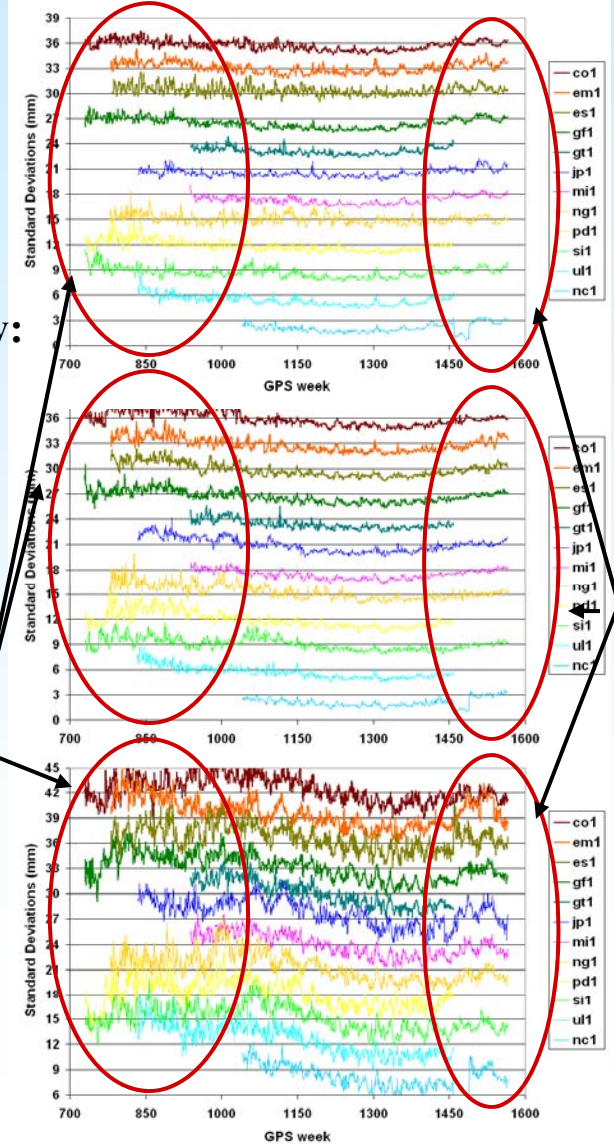 39
36
33
30
27
24
21
18
15
12
9
6
3
0
Standard Deviations (mm)
700 850 1000 1150 1300 1450 1600
GPS week
co1
em1
es1
gf1
gt1
jp1
mi1
ng1
pd1
si1
ul1
nc1
y:
36
33
30
27
24
21
18
15
12
9
6
3
0
Standard Deviations (mm)
700 850 1000 1150 1300 1450 1600
co1
em1
es1
gf1
gt1
jp1
mi1
ng1
pd1
si1
ul1
nc1
45
42
39
36
33
30
27
24
21
18
15
12
9
6
Standard Deviations (mm)
700 850 1000 1150 1300 1450 1600
GPS week
co1
em1
es1
gf1
gt1
jp1
mi1
ng1
pd1
si1
ul1
nc1